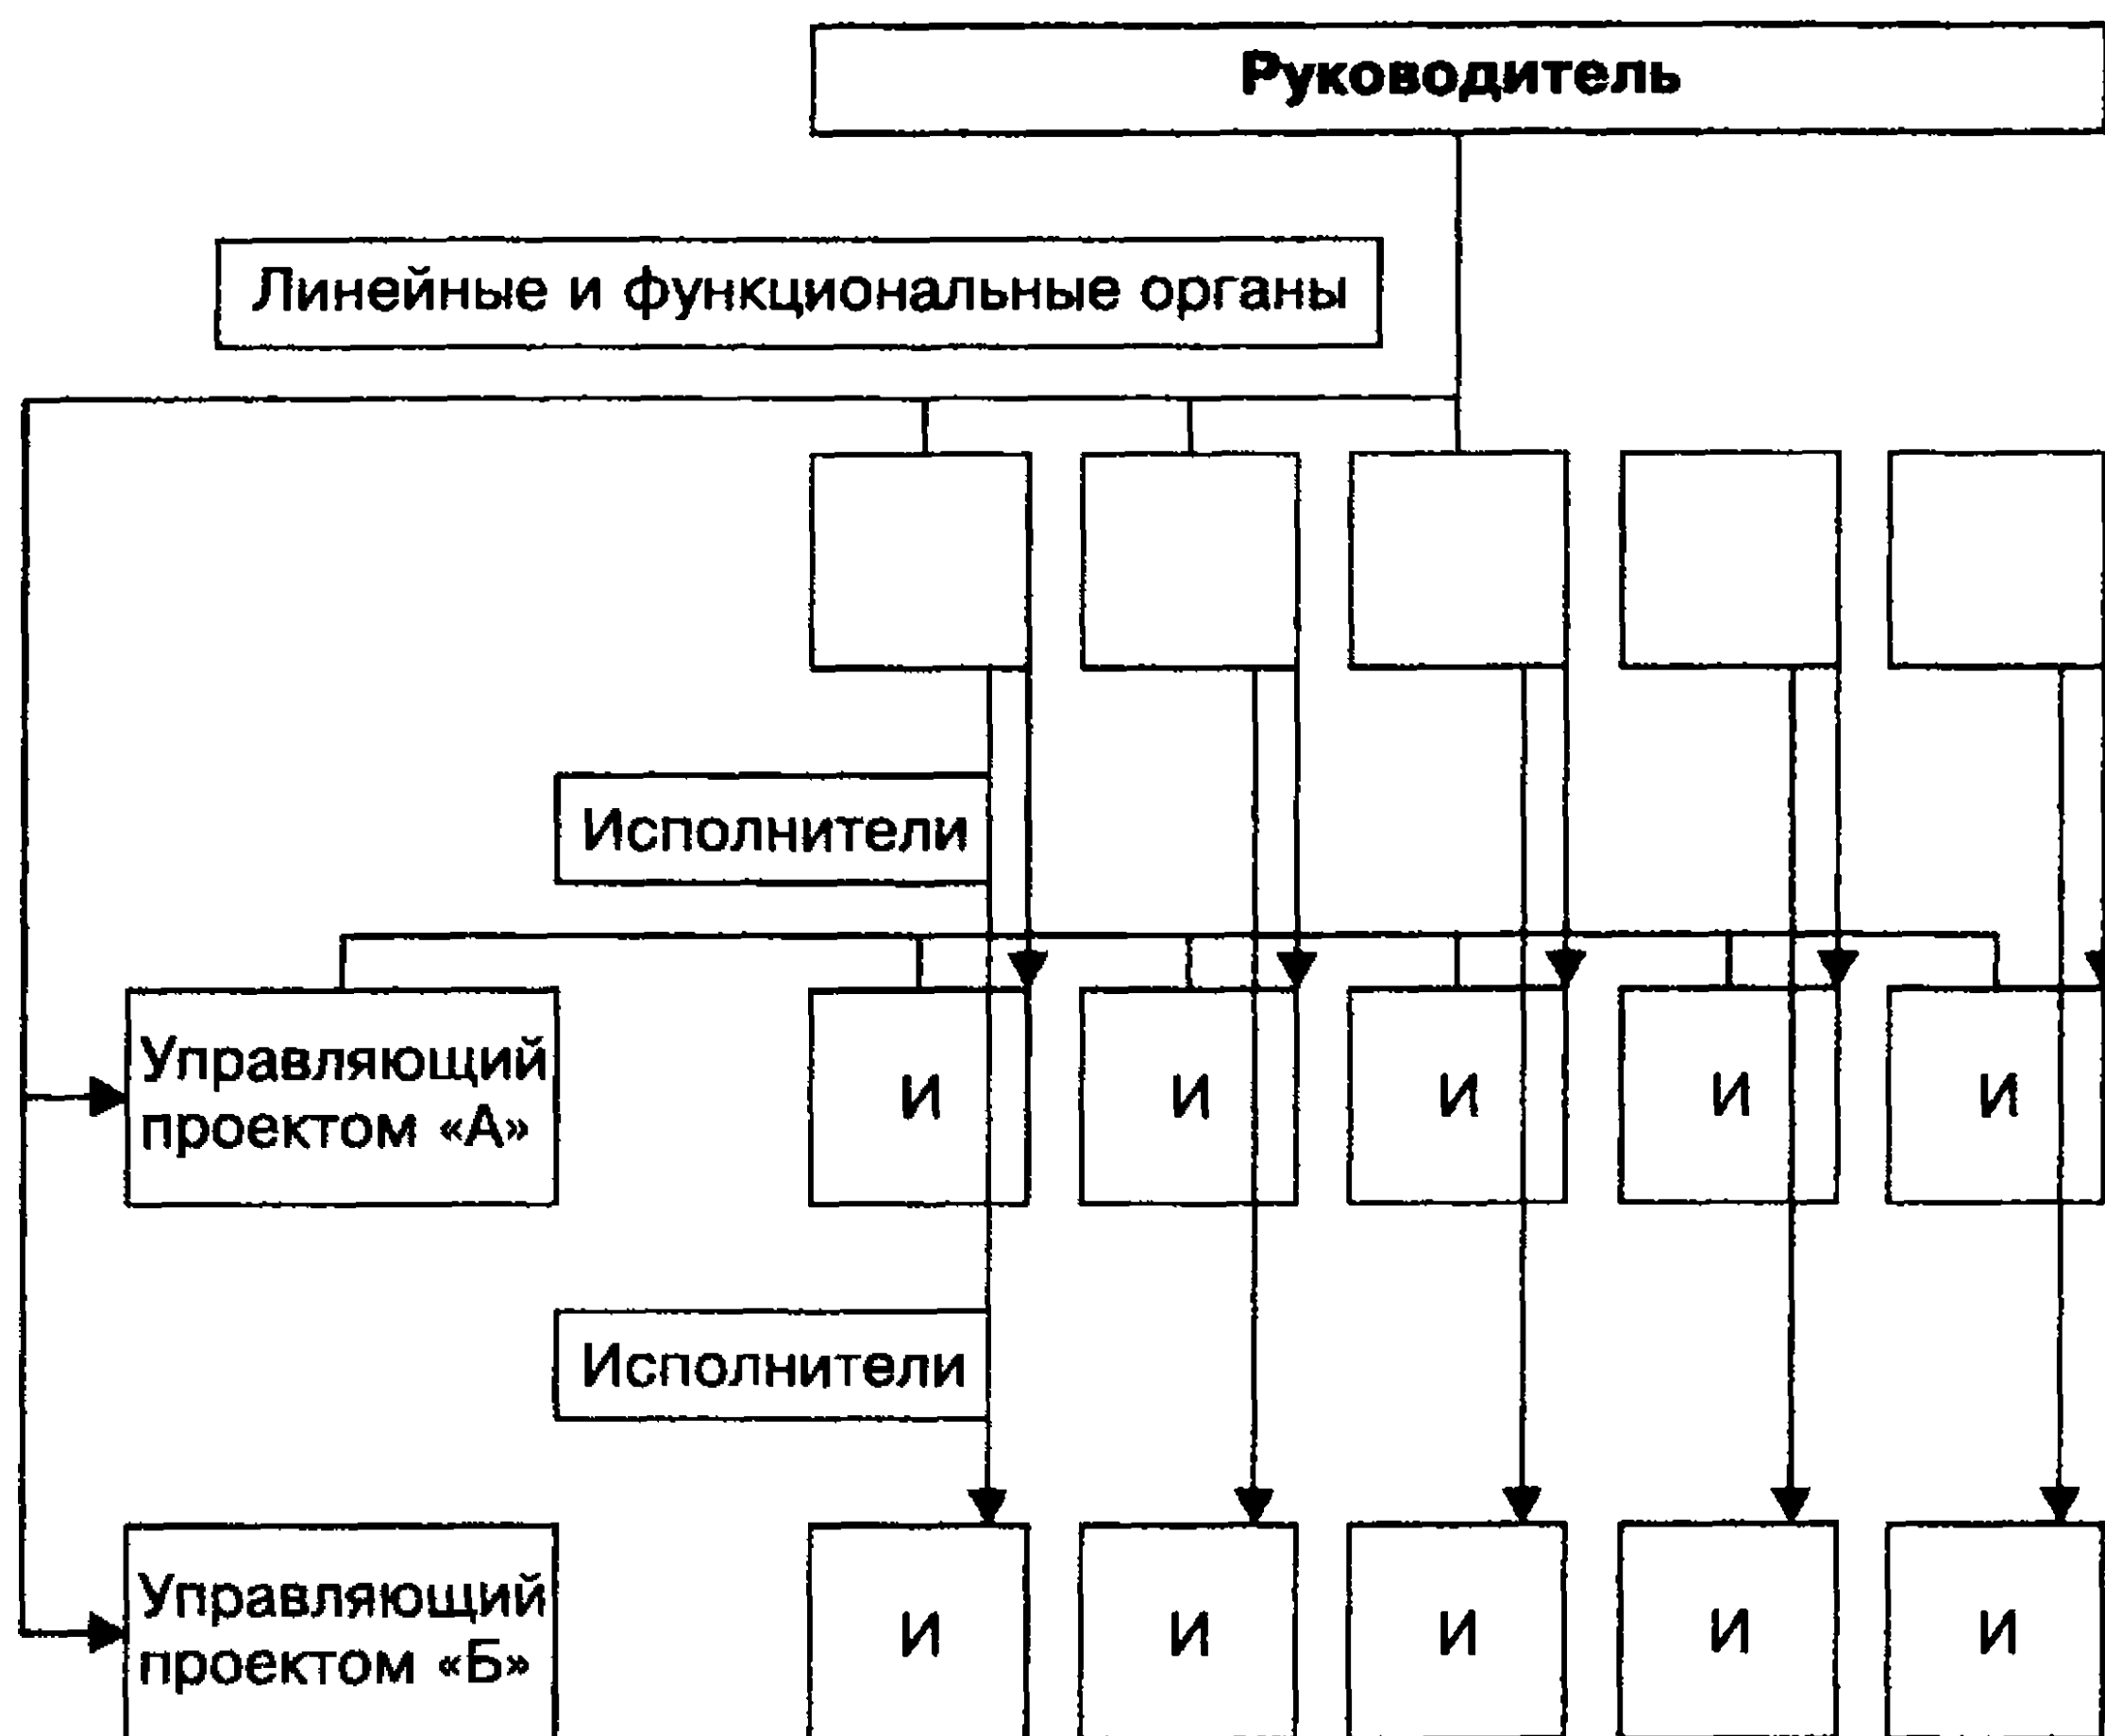 Руководитель
Линейные и функциональные органы
Исполнители
Управляющий
проектом «А»
И
И
И
И
И
Исполнители
Управляющий
проектом «Б»
И
И
И
И
И